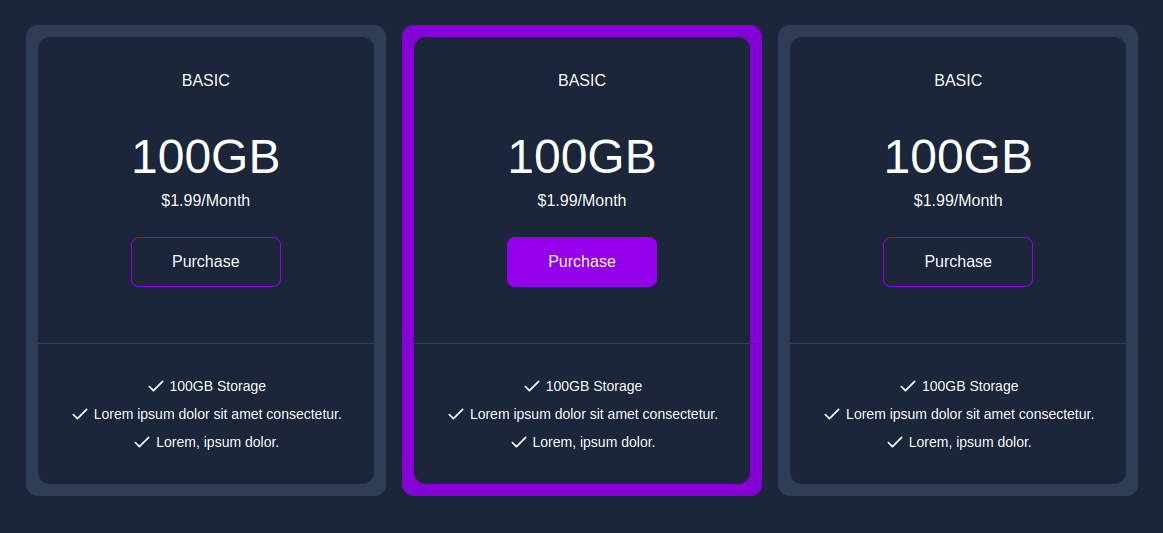 BASIC
100GB
$1.99/Month
Purchase
100GB Storage
Lorem ipsum dolor sit amet consectetur.
Lorem, ipsum dolor.
BASIC
100GB
$1.99/Month
Purchase
100GB Storage
Lorem ipsum dolor sit amet consectetur.
Lorem, ipsum dolor.
BASIC
100GB
$1.99/Month
Purchase
100GB Storage
Lorem ipsum dolor sit amet consectetur.
Lorem, ipsum dolor.